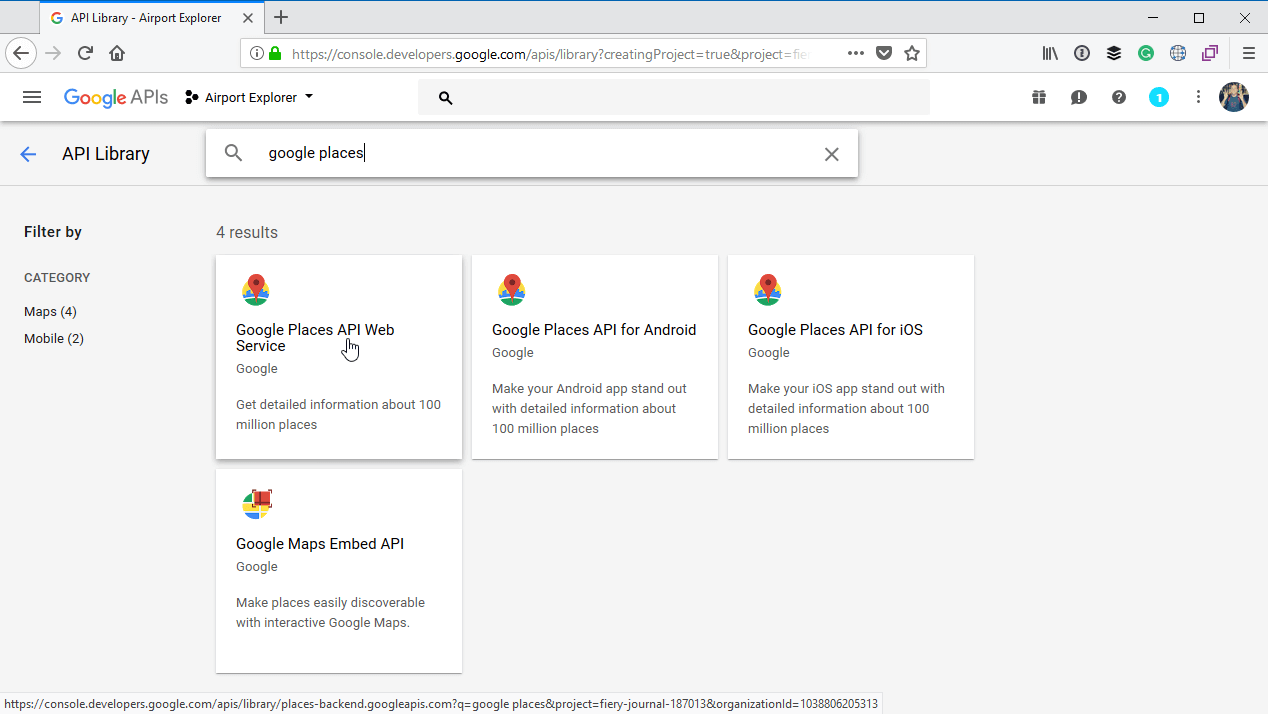 API Library - Airport Explorer
https://console.developers.google.com/apis/library?creatingProject=true&project=fier
Google APIs
Airport Explorer
1
API Library
google places
Filter by
4 results
CATEGORY
Maps (4)
Mobile (2)
Google Places API Web
Service
Google
Get detailed information about 100
million places
Google Places API for Android
Google
Make your Android app stand out
with detailed information about
100 million places
Google Places API for iOS
Google
Make your iOS app stand out with
detailed information about 100
million places
Google Maps Embed API
Google
Make places easily discoverable
with interactive Google Maps.
https://console.developers.google.com/apis/library/places-backend.googleapis.com?q=google places&project=fiery-journal-187013&organizationId=1038806205313